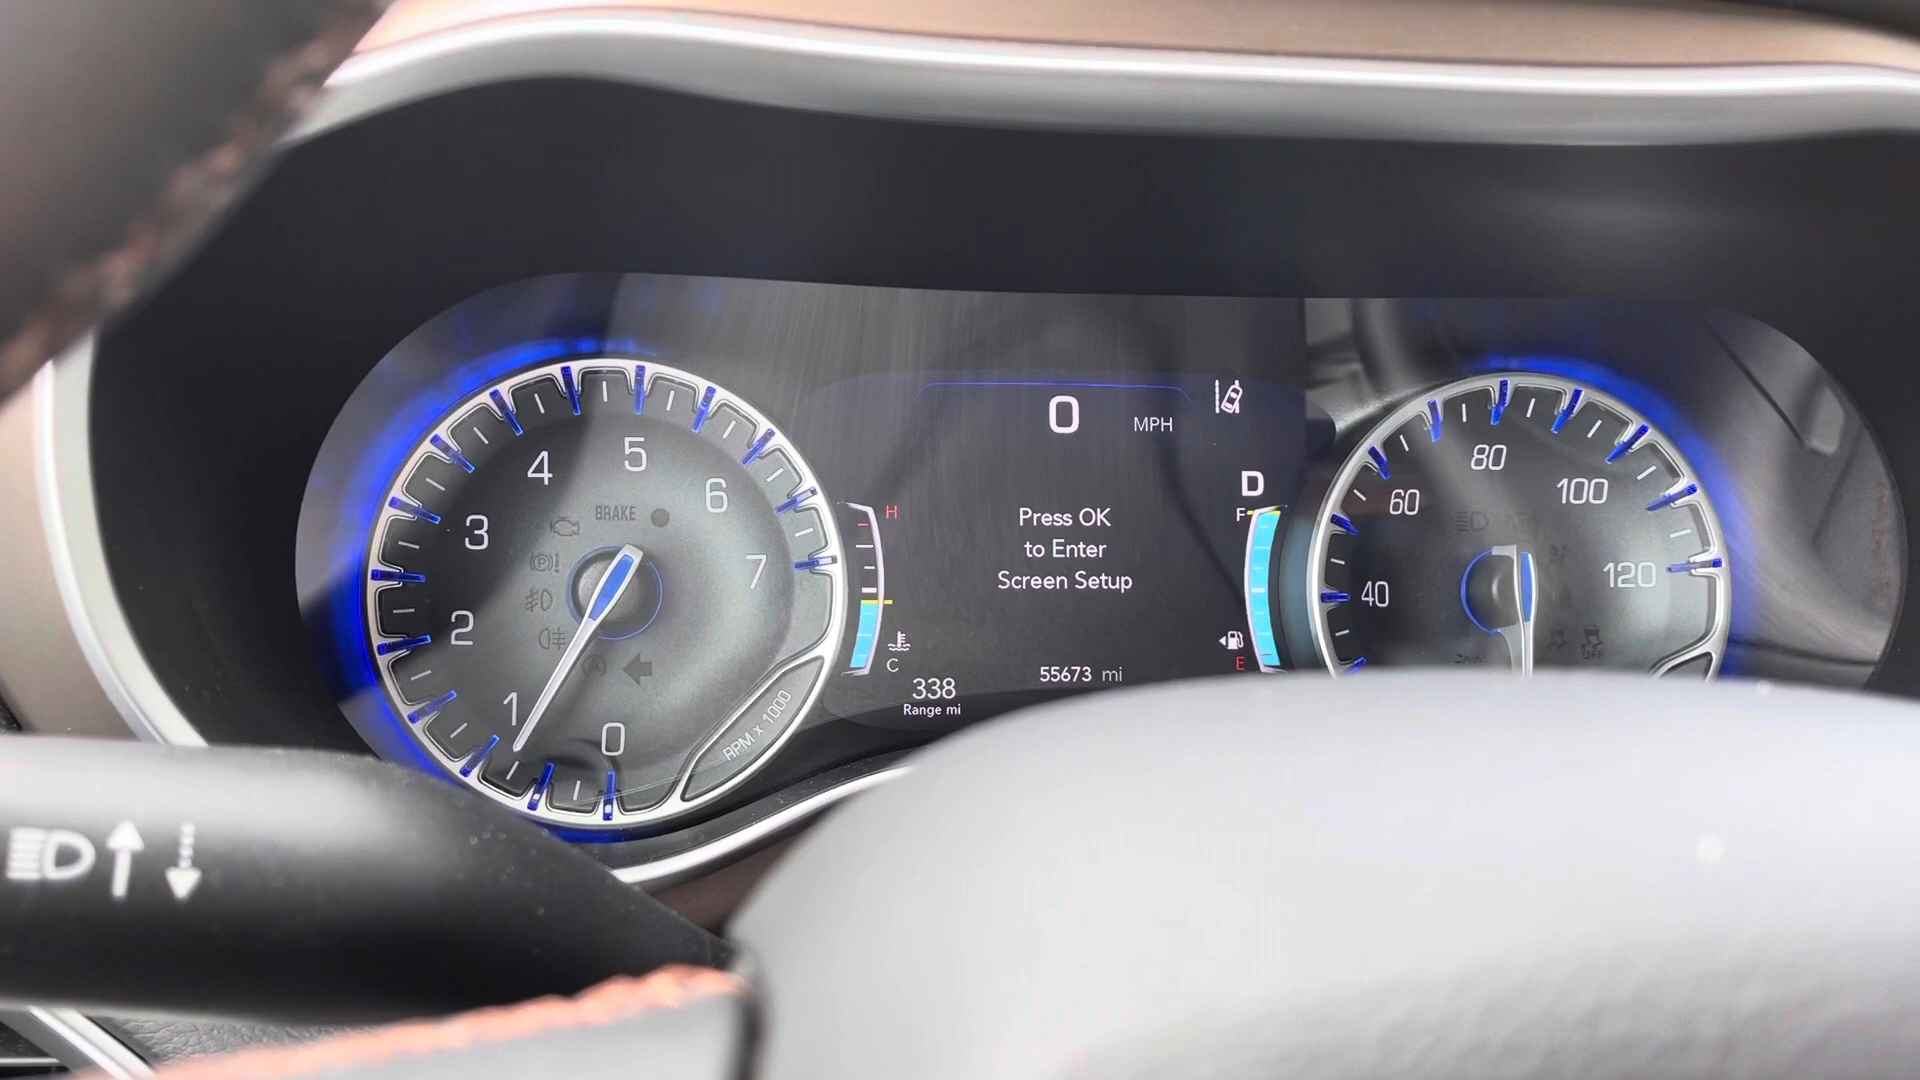 0 MPH
D
Press OK
to Enter
Screen Setup
55673 mi
338
Range mi
H
C
F
E
0
1
2
3
4
5
6
7
BRAKE
RPM x 1000
40
60
80
100
120
OFF